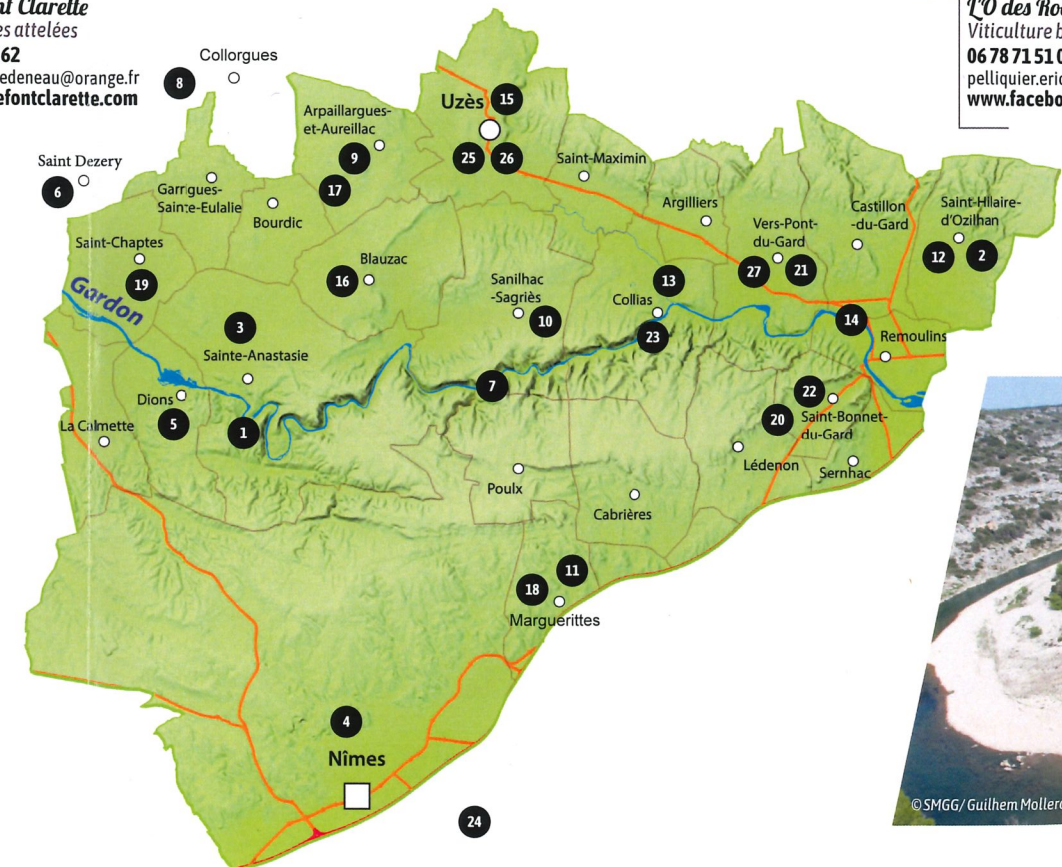 nt Clarette
es attelées
62
edeneau@orange.fr
efontclarette.com
L'O des Ro
Viticulture b
06 78 71 51 0
pelliquier.eric
www.facebo
Collorgues
8
Uzès
15
25
26
Arpaillargues-
et-Aureillac
9
17
Saint-Maximin
Saint Dezery
6
Garrigues-
Sainte-Eulalie
Bourdic
Argilliers
Vers-Pont-
du-Gard
27
21
Castillon
-du-Gard
Saint-Hilaire-
d'Ozilhan
12
2
Saint-Chaptes
19
Blauzac
16
Sanilhac
-Sagriès
10
13
Collias
23
14
Remoulins
Gardon
3
Sainte-Anastasie
Dions
5
1
7
La Calmette
22
20
Saint-Bonnet-
du-Gard
Lédenon
Sernhac
Poulx
Cabrières
11
18
Marguerittes
4
Nîmes
24
©SMGG/ Guilhem Mollera